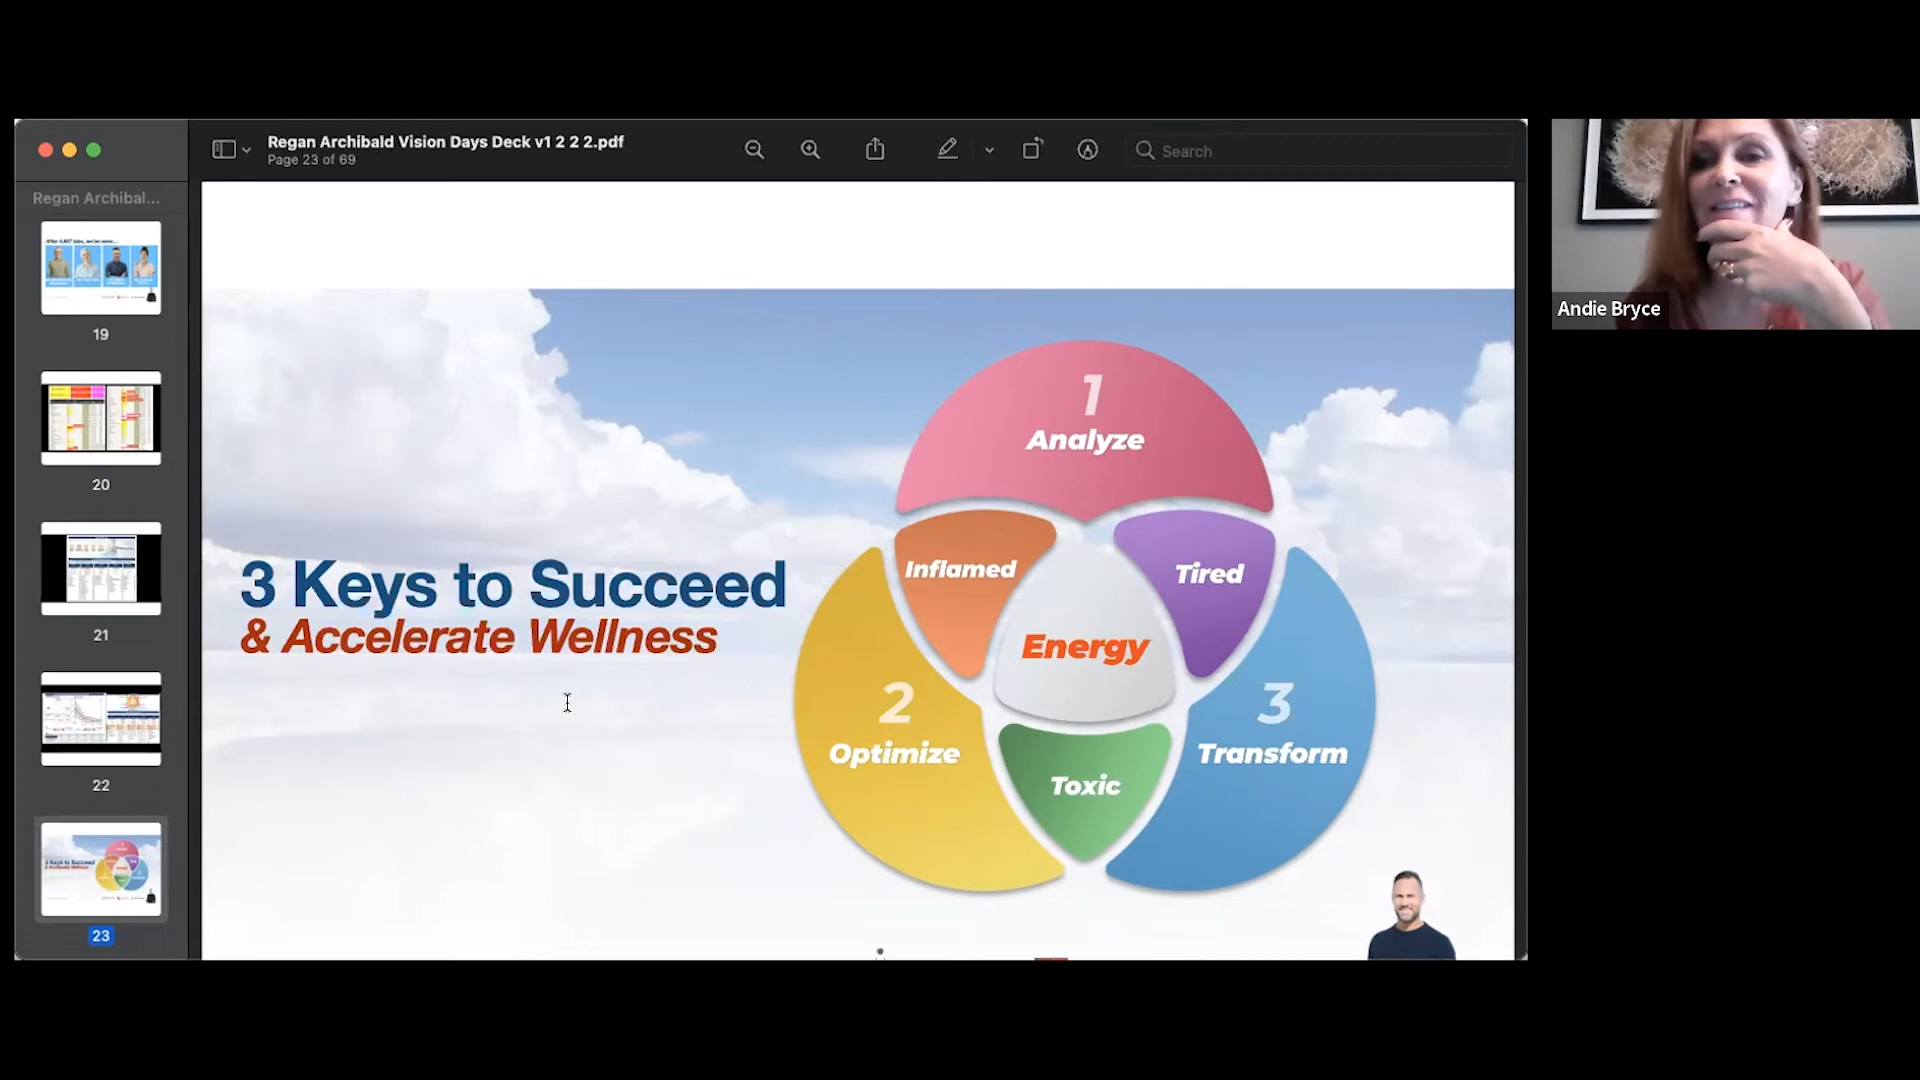 Regan Archibald Vision Days Deck v1 2 2 2.pdf
Page 23 of 69
Search
Regan Archibal...
19
20
21
22
23
3 Keys to Succeed
& Accelerate Wellness
1
Analyze
Inflamed
Tired
Energy
2
Optimize
3
Transform
Toxic
Andie Bryce